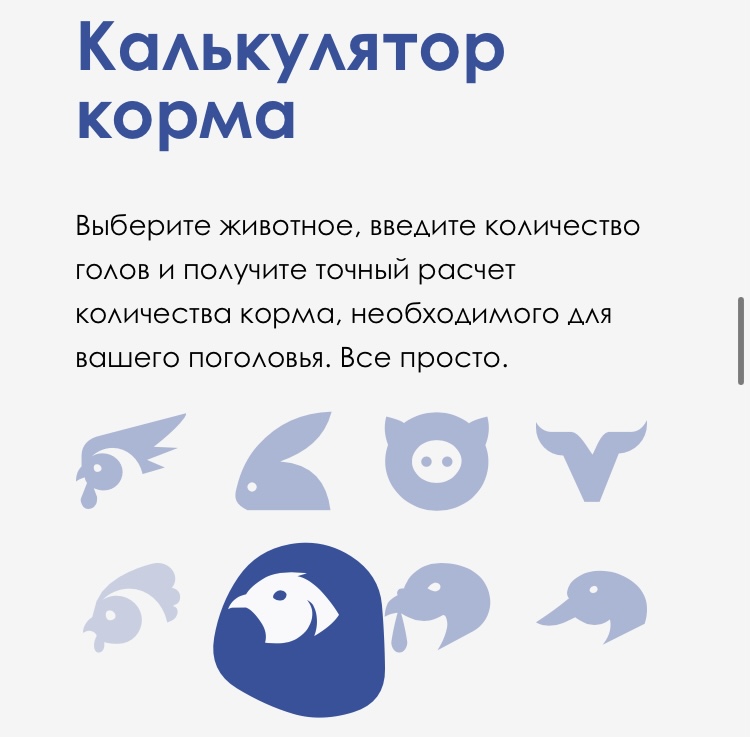 Калькулятор
корма
Выберите животное, введите количество
голов и получите точный расчет
количества корма, необходимого для
вашего поголовья. Все просто.